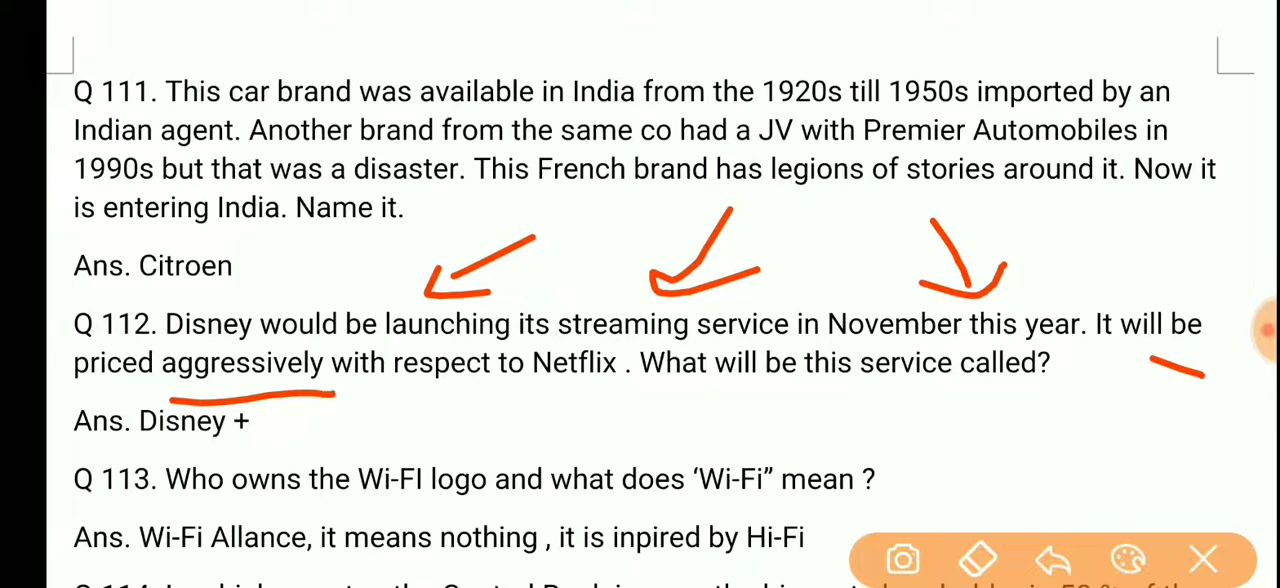 Q 111. This car brand was available in India from the 1920s till 1950s imported by an
Indian agent. Another brand from the same co had a JV with Premier Automobiles in
1990s but that was a disaster. This French brand has legions of stories around it. Now it
is entering India. Name it.
Ans. Citroen
Q 112. Disney would be launching its streaming service in November this year. It will be
priced aggressively with respect to Netflix . What will be this service called?
Ans. Disney +
Q 113. Who owns the Wi-FI logo and what does ‘Wi-Fi” mean ?
Ans. Wi-Fi Allance, it means nothing , it is inpired by Hi-Fi